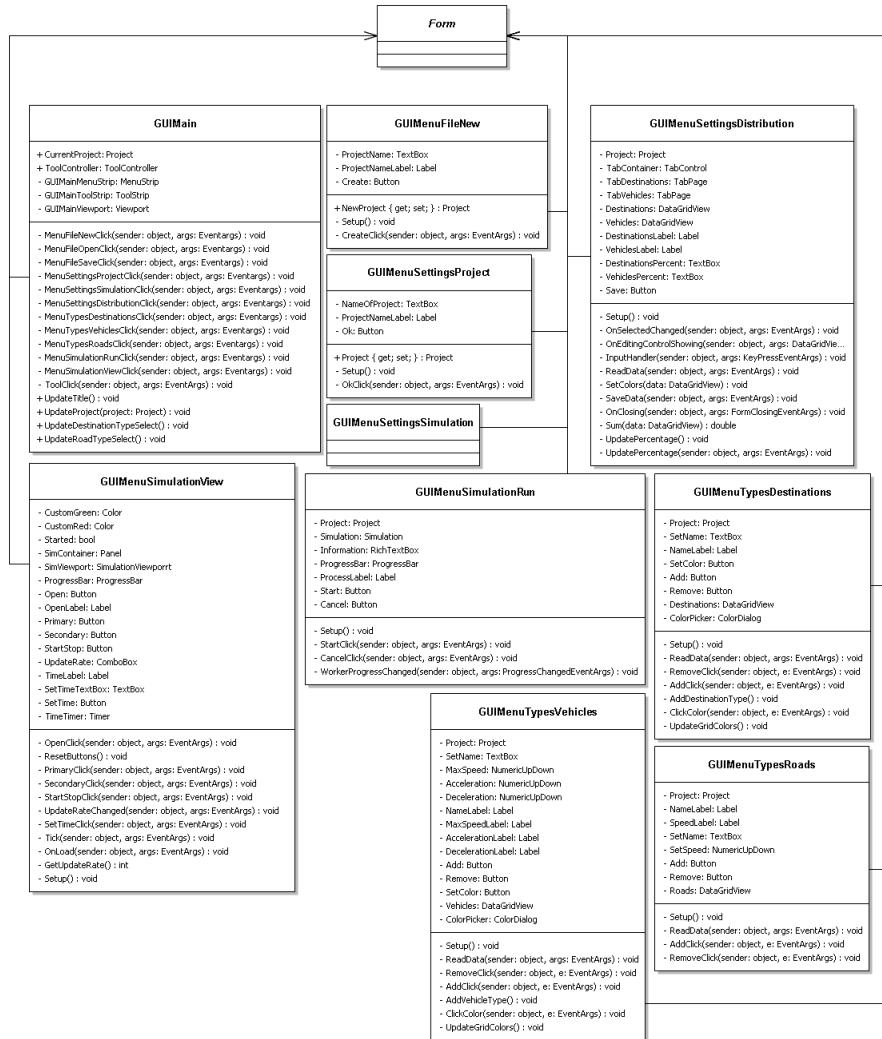 Form
GUIMain
+ CurrentProject: Project
+ ToolController: ToolController
- GUIMainMenuStrip: MenuStrip
- GUIMainToolStrip: ToolStrip
- GUIMainViewport: Viewport
- MenuFileNewClick(sender: object, args: Eventargs) : void
- MenuFileOpenClick(sender: object, args: Eventargs) : void
- MenuFileSaveClick(sender: object, args: Eventargs) : void
- MenuSettingsProjectClick(sender: object, args: Eventargs) : void
- MenuSettingsSimulationClick(sender: object, args: Eventargs) : void
- MenuSettingsDistributionClick(sender: object, args: Eventargs) : void
- MenuTypesDestinationsClick(sender: object, args: Eventargs) : void
- MenuTypesVehiclesClick(sender: object, args: Eventargs) : void
- MenuTypesRoadsClick(sender: object, args: Eventargs) : void
- MenuSimulationRunClick(sender: object, args: Eventargs) : void
- MenuSimulationViewClick(sender: object, args: Eventargs) : void
- ToolClick(sender: object, args: EventArgs) : void
+ UpdateTitle() : void
+ UpdateProject(project: Project) : void
+ UpdateDestinationTypeSelect() : void
+ UpdateRoadTypeSelect() : void
GUIMenuFileNew
- ProjectName: TextBox
- ProjectNameLabel: Label
- Create: Button
+ NewProject { get; set; } : Project
- Setup() : void
- CreateClick(sender: object, args: EventArgs) : void
GUIMenuSettingsProject
- NameOfProject: TextBox
- ProjectNameLabel: Label
- Ok: Button
+ Project { get; set; } : Project
- Setup() : void
- OkClick(sender: object, args: EventArgs) : void
GUIMenuSettingsSimulation
GUIMenuSettingsDistribution
- Project: Project
- TabContainer: TabControl
- TabDestinations: TabPage
- TabVehicles: TabPage
- Destinations: DataGridView
- Vehicles: DataGridView
- DestinationsLabel: Label
- VehiclesLabel: Label
- DestinationsPercent: TextBox
- VehiclesPercent: TextBox
- Save: Button
- Setup() : void
- OnSelectedChanged(sender: object, args: EventArgs) : void
- OnEditingControlShowing(sender: object, args: DataGridVie...
- InputHandler(sender: object, args: KeyPressEventArgs) : void
- ReadData(sender: object, args: EventArgs) : void
- SetColors(data: DataGridView) : void
- SaveData(sender: object, args: EventArgs) : void
- OnClosing(sender: object, args: FormClosingEventArgs) : void
- Sum(data: DataGridView) : double
- UpdatePercentage() : void
- UpdatePercentage(sender: object, args: EventArgs) : void
GUIMenuSimulationView
- CustomGreen: Color
- CustomRed: Color
- Started: bool
- SimContainer: Panel
- SimViewport: SimulationViewporrt
- ProgressBar: ProgressBar
- Open: Button
- OpenLabel: Label
- Primary: Button
- Secondary: Button
- StartStop: Button
- UpdateRate: ComboBox
- TimeLabel: Label
- SetTimeTextBox: TextBox
- SetTime: Button
- TimeTimer: Timer
- OpenClick(sender: object, args: EventArgs) : void
- ResetButtons() : void
- PrimaryClick(sender: object, args: EventArgs) : void
- SecondaryClick(sender: object, args: EventArgs) : void
- StartStopClick(sender: object, args: EventArgs) : void
- UpdateRateChanged(sender: object, args: EventArgs) : void
- SetTimeClick(sender: object, args: EventArgs) : void
- Tick(sender: object, args: EventArgs) : void
- OnLoad(sender: object, args: EventArgs) : void
- GetUpdateRate() : int
- Setup() : void
GUIMenuSimulationRun
- Project: Project
- Simulation: Simulation
- Information: RichTextBox
- ProgressBar: ProgressBar
- ProcessLabel: Label
- Start: Button
- Cancel: Button
- Setup() : void
- StartClick(sender: object, args: EventArgs) : void
- CancelClick(sender: object, args: EventArgs) : void
- WorkerProgressChanged(sender: object, args: ProgressChangedEventArgs) : void
GUIMenuTypesDestinations
- Project: Project
- SetName: TextBox
- NameLabel: Label
- SetColor: Button
- Add: Button
- Remove: Button
- Destinations: DataGridView
- ColorPicker: ColorDialog
- Setup() : void
- ReadData(sender: object, args: EventArgs) : void
- RemoveClick(sender: object, e: EventArgs) : void
- AddClick(sender: object, e: EventArgs) : void
- AddDestinationType() : void
- ClickColor(sender: object, e: EventArgs) : void
- UpdateGridColors() : void
GUIMenuTypesVehicles
- Project: Project
- SetName: TextBox
- MaxSpeed: NumericUpDown
- Acceleration: NumericUpDown
- Deceleration: NumericUpDown
- NameLabel: Label
- MaxSpeedLabel: Label
- AccelerationLabel: Label
- DecelerationLabel: Label
- Add: Button
- Remove: Button
- SetColor: Button
- Vehicles: DataGridView
- ColorPicker: ColorDialog
- Setup() : void
- ReadData(sender: object, args: EventArgs) : void
- RemoveClick(sender: object, e: EventArgs) : void
- AddClick(sender: object, e: EventArgs) : void
- AddVehicleType() : void
- ClickColor(sender: object, e: EventArgs) : void
- UpdateGridColors() : void
GUIMenuTypesRoads
- Project: Project
- NameLabel: Label
- SpeedLabel: Label
- SetName: TextBox
- SetSpeed: NumericUpDown
- Add: Button
- Remove: Button
- Roads: DataGridView
- Setup() : void
- ReadData(sender: object, args: EventArgs) : void
- AddClick(sender: object, e: EventArgs) : void
- RemoveClick(sender: object, e: EventArgs) : void